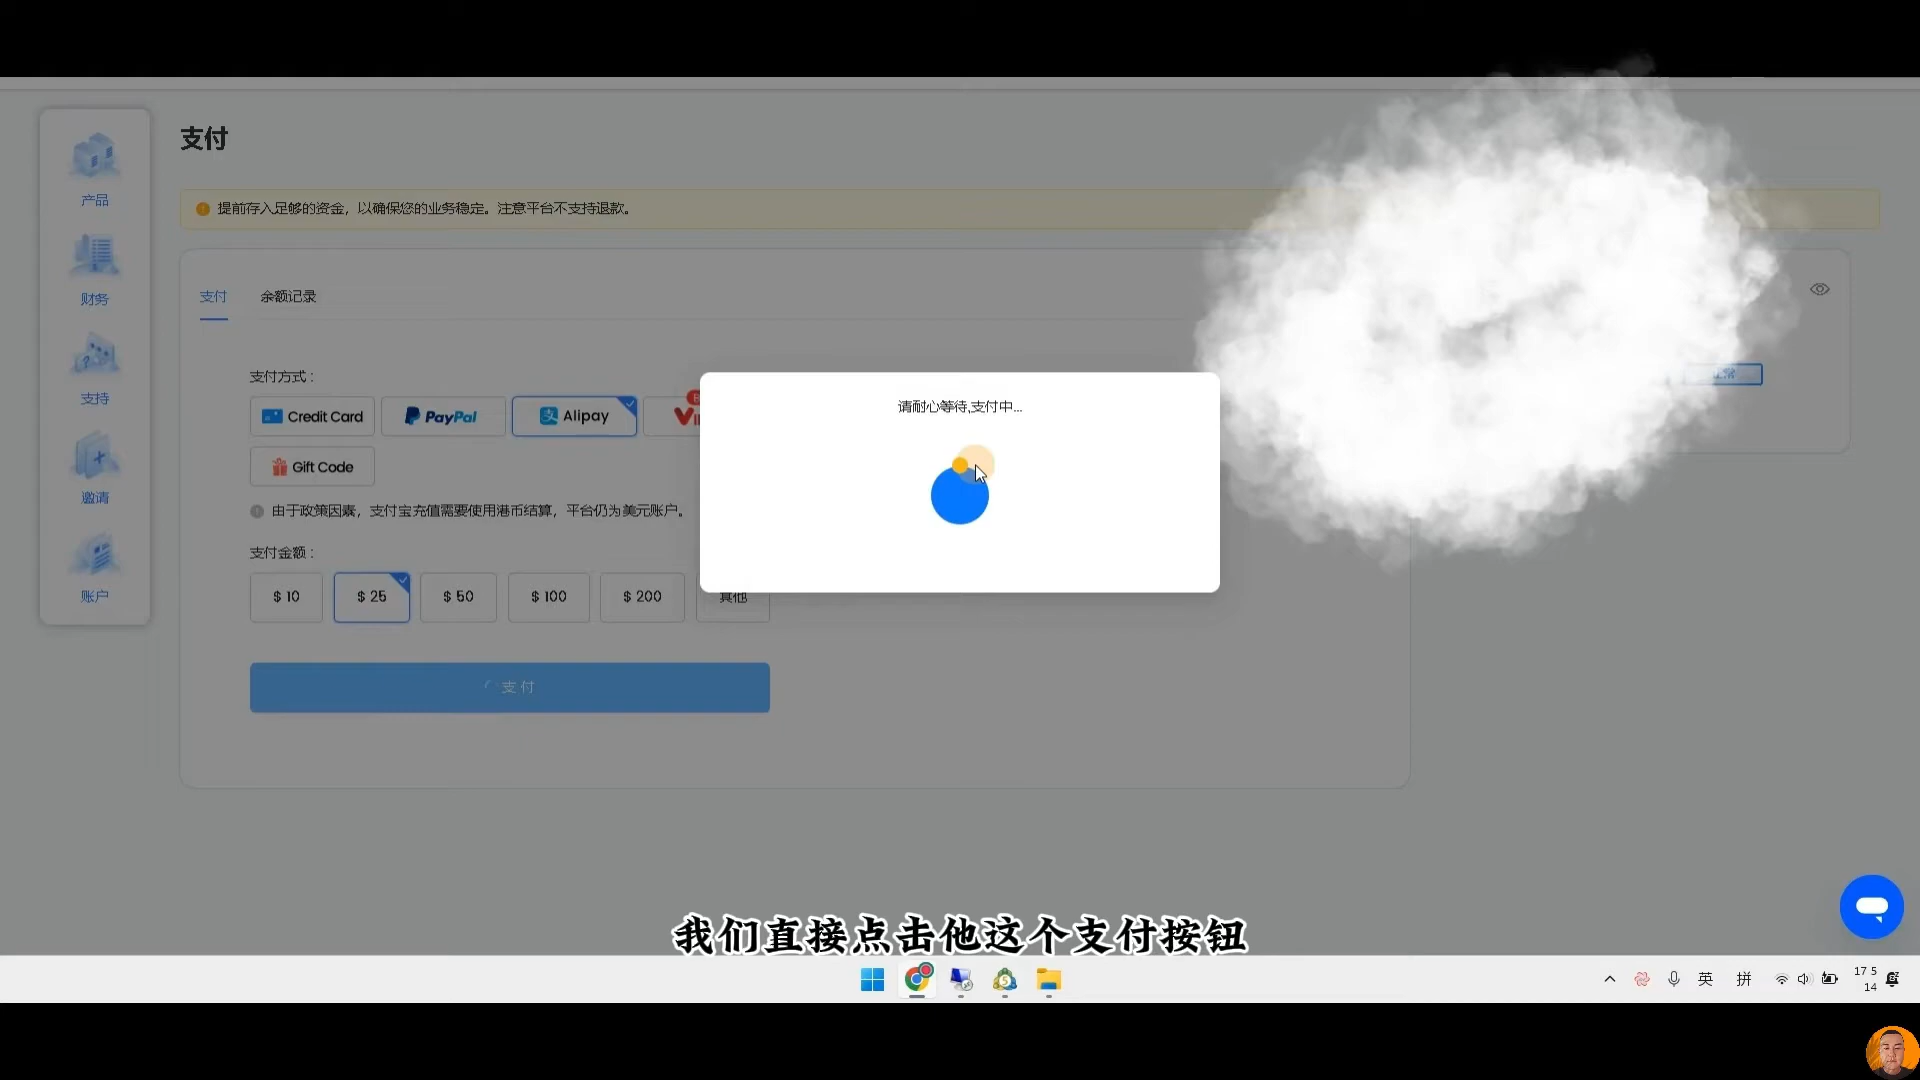 支付
提前存入足够的资金，以确保您的业务稳定。注意平台不支持退款。
产品
财务
支持
邀请
账户
支付
余额记录
支付方式：
Credit Card
PayPal
支 Alipay
Gift Code
由于政策因素，支付宝充值需要使用港币结算，平台仍为美元账户。
支付金额：
$ 10
$ 25
$ 50
$ 100
$ 200
其他
支 付
请耐心等待,支付中...
正常
我们直接点击他这个支付按钮
英
拼
17 5
14